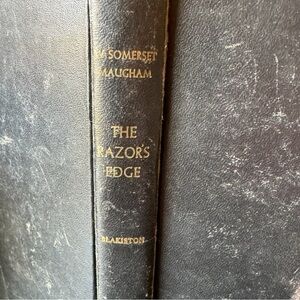 W. SOMERSET
MAUGHAM
THE
RAZOR'S
EDGE
BLAKISTON